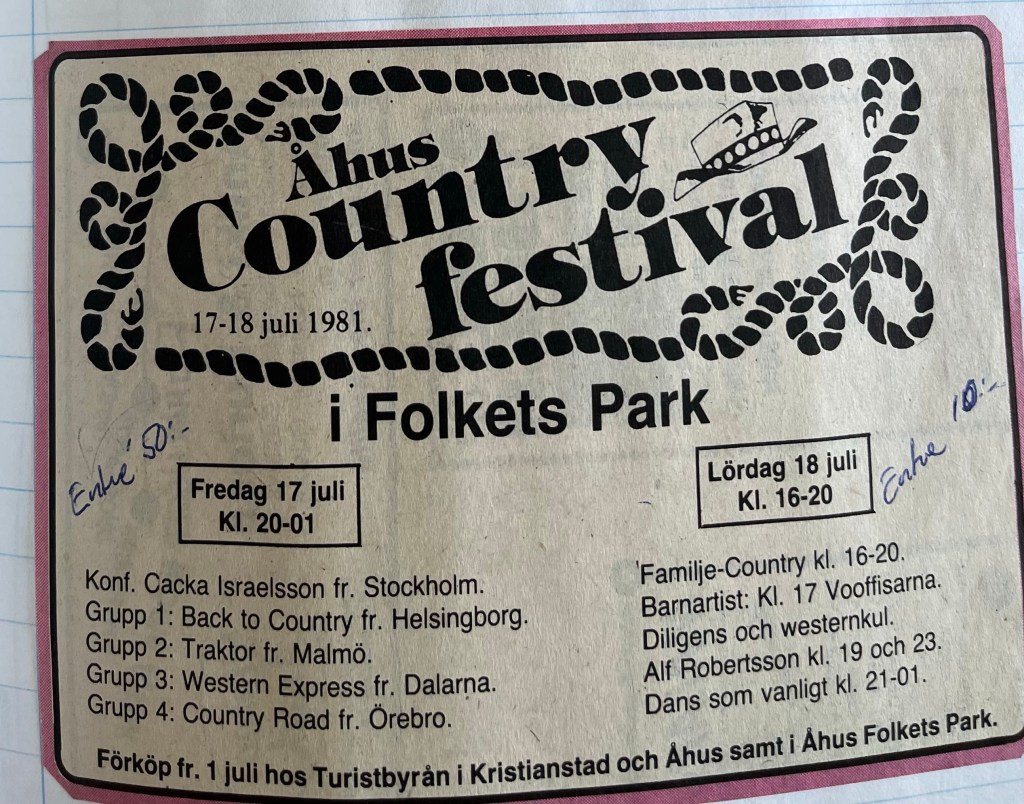 Åhus
Country
festival
17-18 juli 1981.
i Folkets Park
Entré 50:-
Fredag 17 juli
Kl. 20-01
Konf. Cacka Israelsson fr. Stockholm.
Grupp 1: Back to Country fr. Helsingborg.
Grupp 2: Traktor fr. Malmö.
Grupp 3: Western Express fr. Dalarna.
Grupp 4: Country Road fr. Örebro.
Lördag 18 juli
Kl. 16-20
Entre 10:-
Familje-Country kl. 16-20.
Barnartist: Kl. 17 Vooffisarna.
Diligens och westernkul.
Alf Robertsson kl. 19 och 23.
Dans som vanligt kl. 21-01.
Förköp fr. 1 juli hos Turistbyrån i Kristianstad och Åhus samt i Åhus Folkets Park.